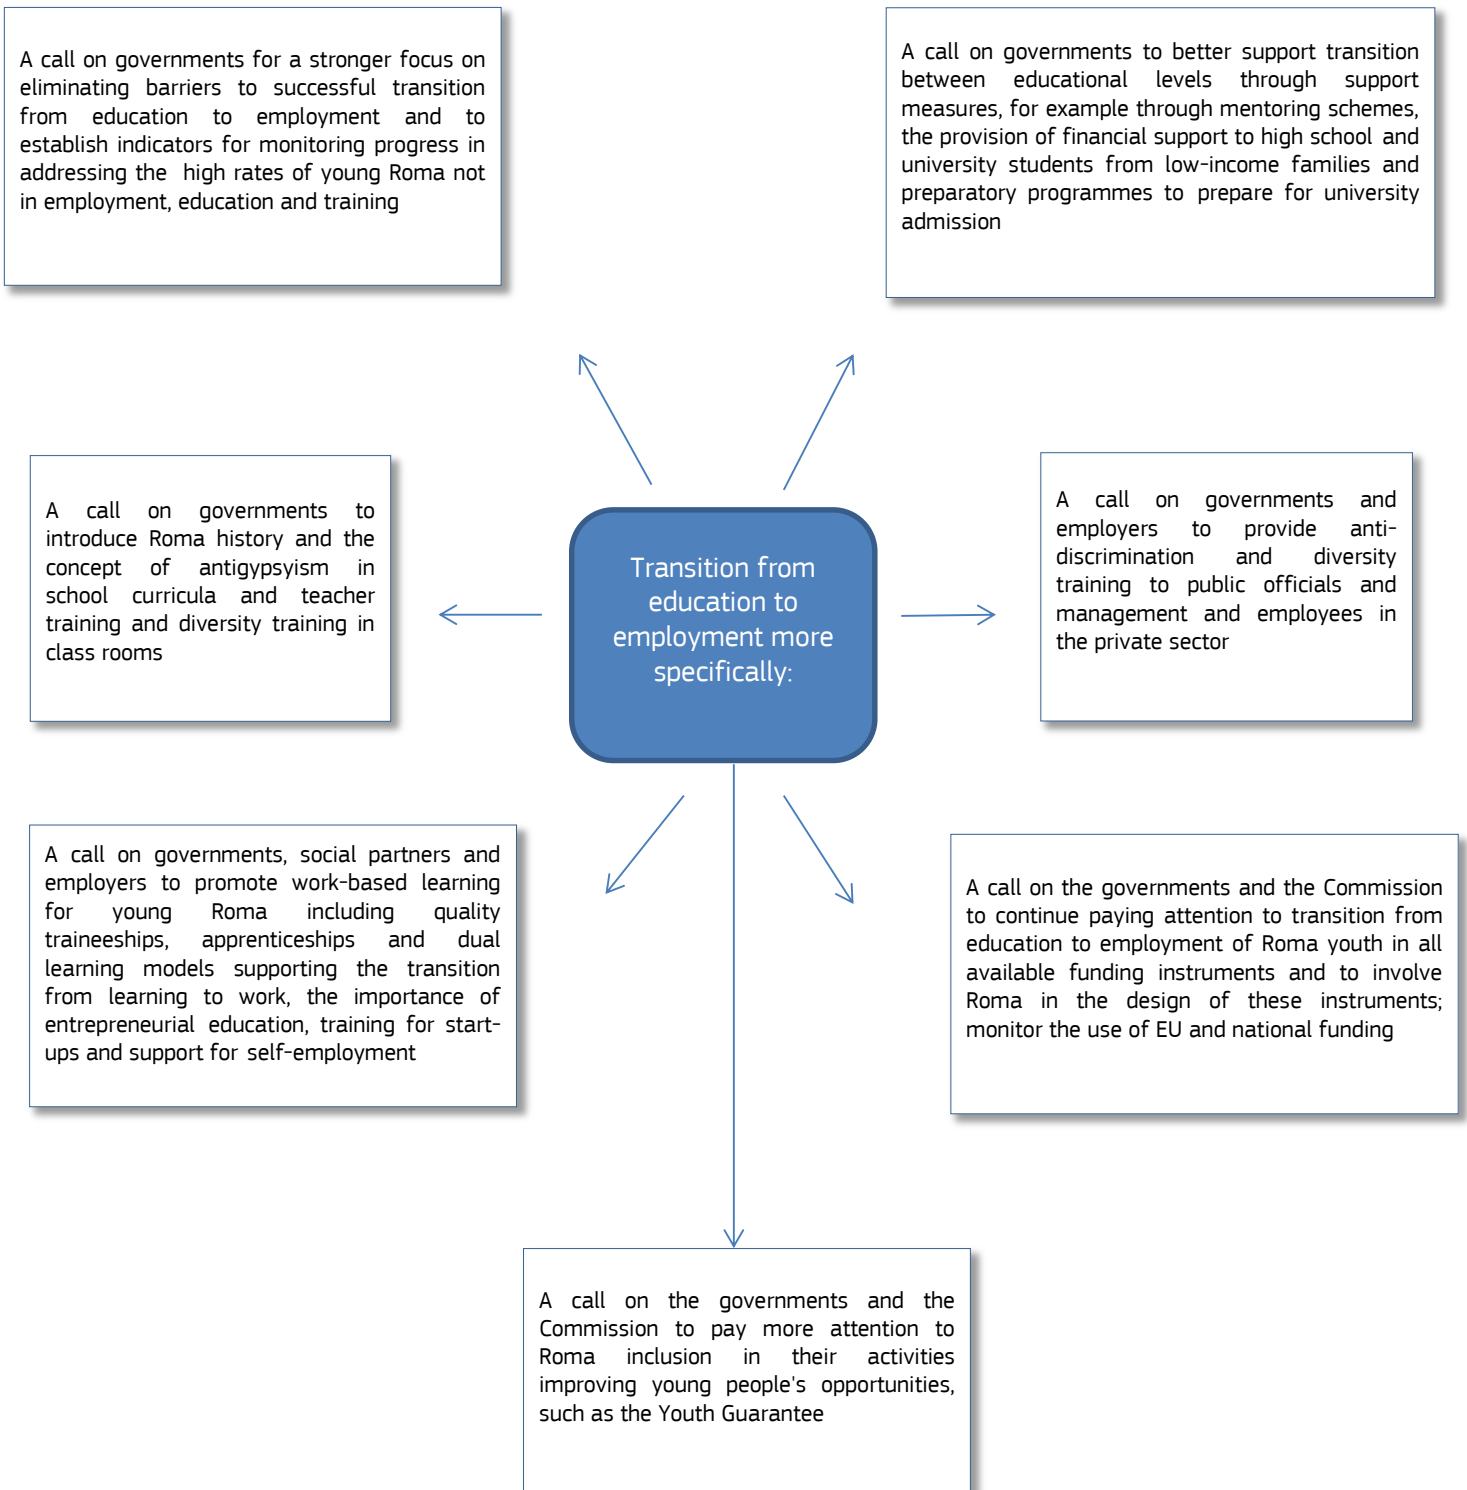 A call on governments for a stronger focus on
eliminating barriers to successful transition
from education to employment and to
establish indicators for monitoring progress in
addressing the high rates of young Roma not
in employment, education and training
A call on governments to better support transition
between educational levels through support
measures, for example through mentoring schemes,
the provision of financial support to high school and
university students from low-income families and
preparatory programmes to prepare for university
admission
A call on governments to
introduce Roma history and the
concept of antigypsyism in
school curricula and teacher
training and diversity training in
class rooms
Transition from
education to
employment more
specifically:
A call on governments and
employers to provide anti-
discrimination and diversity
training to public officials and
management and employees in
the private sector
A call on governments, social partners and
employers to promote work-based learning
for young Roma including quality
traineeships, apprenticeships and dual
learning models supporting the transition
from learning to work, the importance of
entrepreneurial education, training for start-
ups and support for self-employment
A call on the governments and the Commission
to continue paying attention to transition from
education to employment of Roma youth in all
available funding instruments and to involve
Roma in the design of these instruments;
monitor the use of EU and national funding
A call on the governments and the
Commission to pay more attention to
Roma inclusion in their activities
improving young people's opportunities,
such as the Youth Guarantee